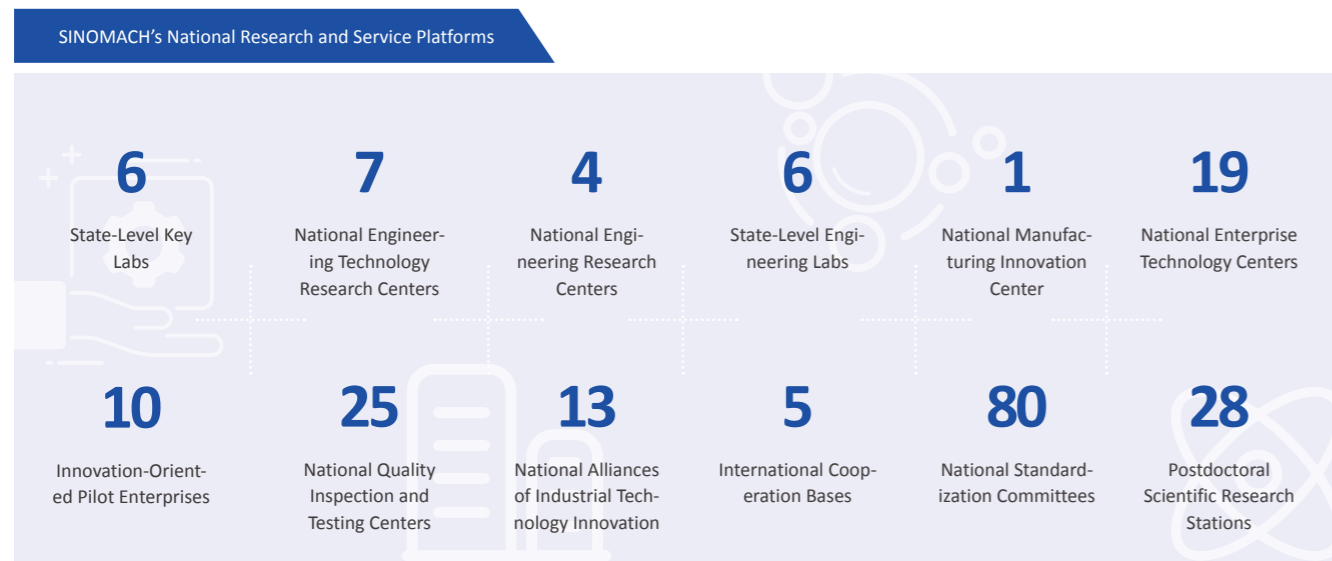 SINOMACH's National Research and Service Platforms
6
State-Level Key
Labs
7
National Engineer-
ing Technology
Research Centers
4
National Engi-
neering Research
Centers
6
State-Level Engi-
neering Labs
1
National Manufac-
turing Innovation
Center
19
National Enterprise
Technology Centers
10
Innovation-Orient-
ed Pilot Enterprises
25
National Quality
Inspection and
Testing Centers
13
National Alliances
of Industrial Tech-
nology Innovation
5
International Coop-
eration Bases
80
National Standard-
ization Committees
28
Postdoctoral
Scientific Research
Stations